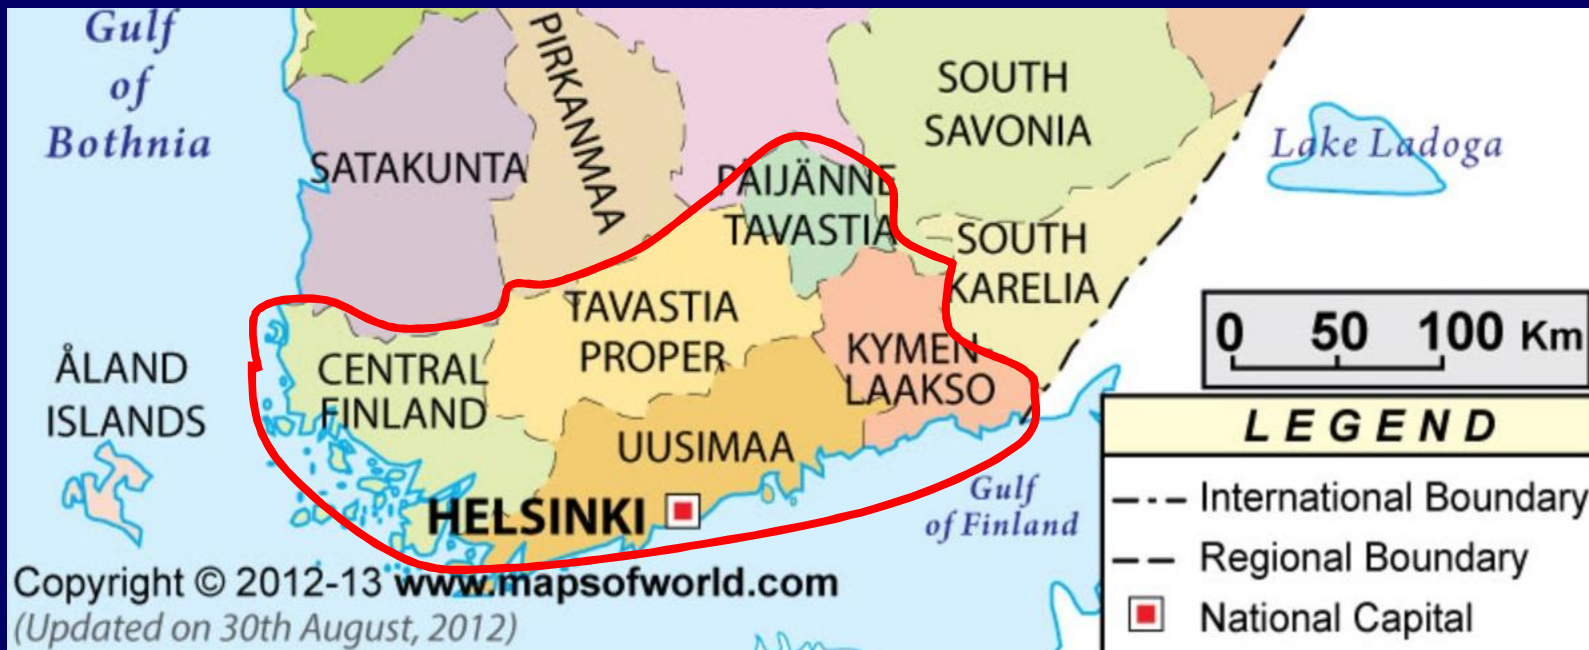 Gulf
of
Bothnia
PIRKANMAA
SATAKUNTA
SOUTH
SAVONIA
Lake Ladoga
PÄIJÄNNE
TAVASTIA
SOUTH
KARELIA
TAVASTIA
PROPER
KYMEN-
LAAKSO
ÅLAND
ISLANDS
CENTRAL
FINLAND
UUSIMAA
HELSINKI
Gulf
of Finland
0 50 100 Km
LEGEND
International Boundary
Regional Boundary
National Capital
Copyright © 2012-13 www.mapsofworld.com
(Updated on 30th August, 2012)